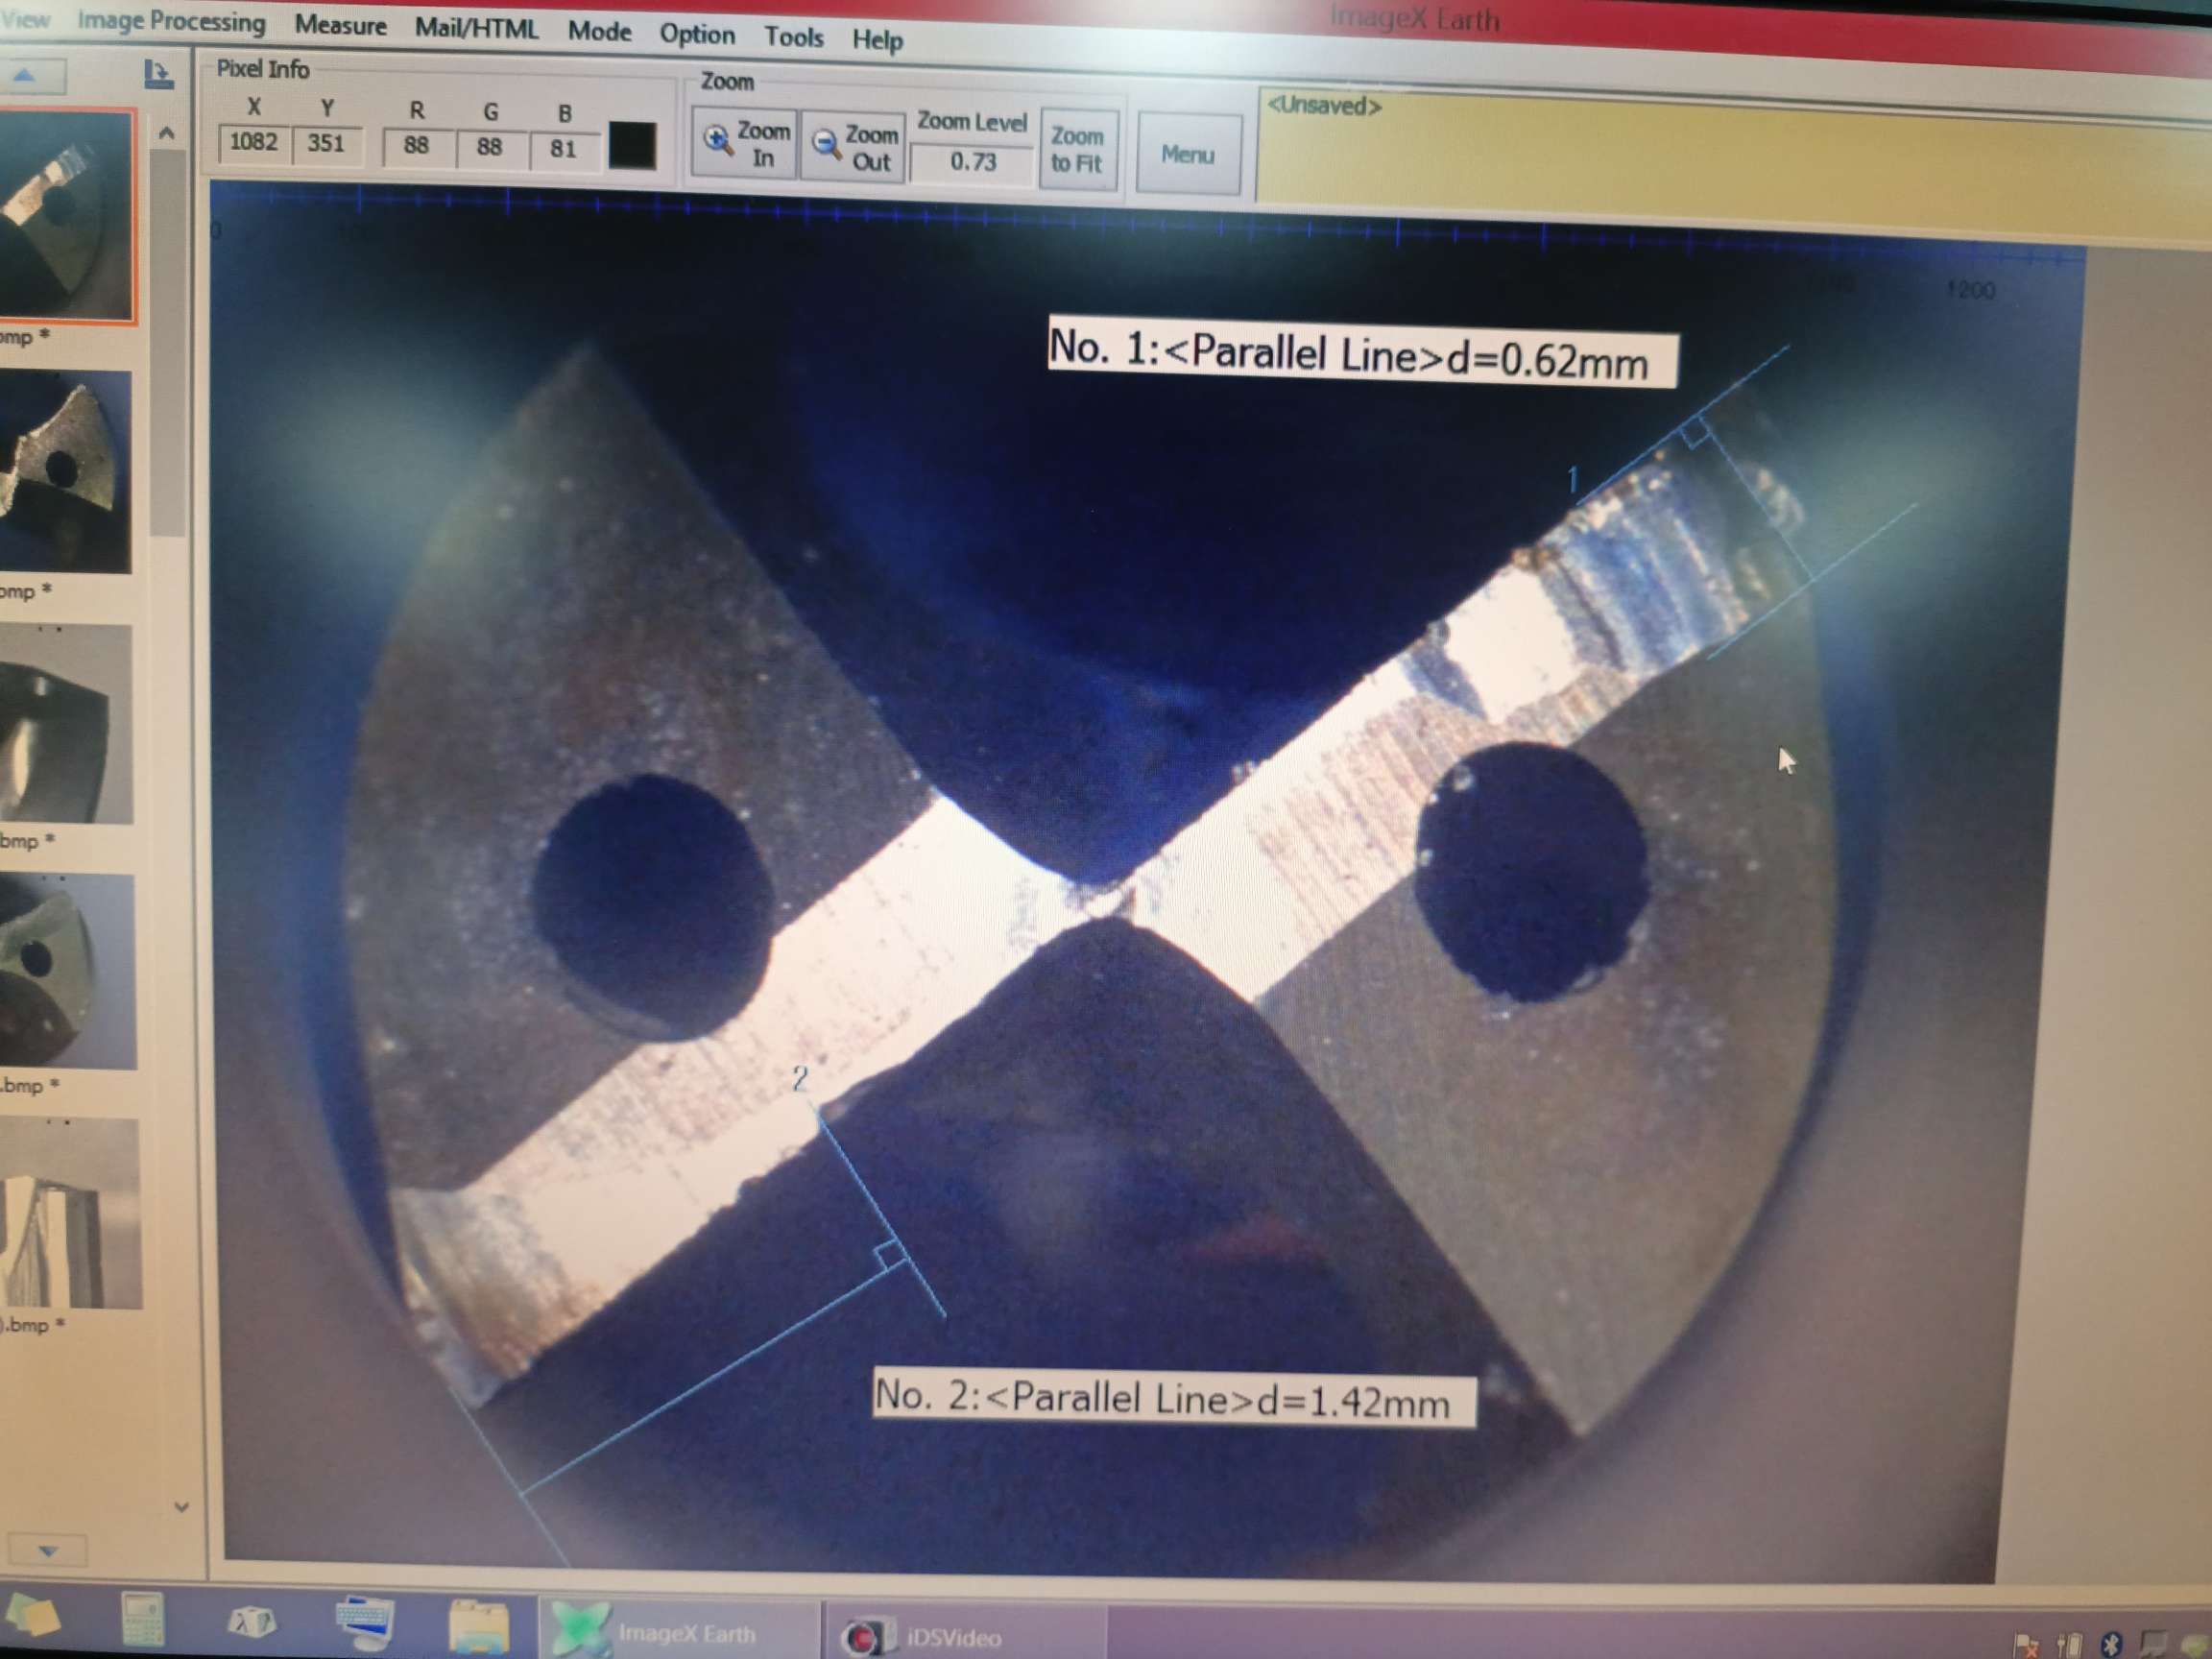 ImageX Earth
View Image Processing Measure Mail/HTML Mode Option Tools Help
Pixel Info
X Y R G B
1082 351 88 88 81
Zoom
Zoom In
Zoom Out
Zoom Level
0.73
Zoom to Fit
Menu
<Unsaved>
0
1200
No. 1:<Parallel Line>d=0.62mm
1
2
No. 2:<Parallel Line>d=1.42mm
bmp *
bmp *
bmp *
.bmp *
).bmp *
ImageX Earth
iDSVideo